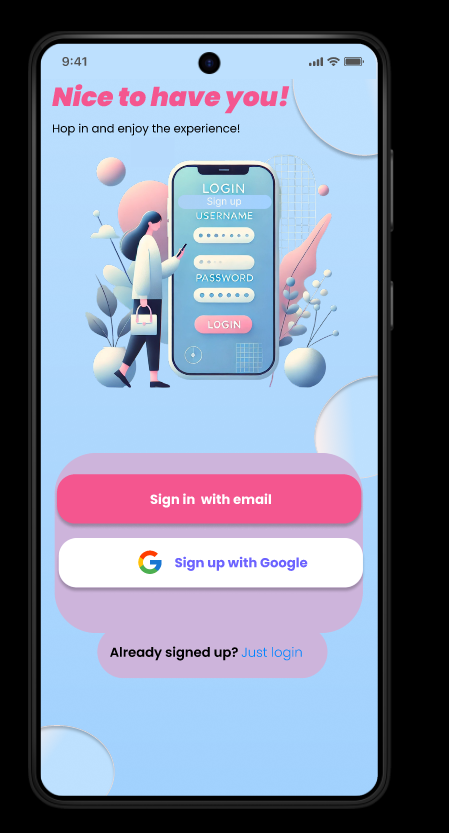 9:41
Nice to have you!
Hop in and enjoy the experience!
LOGIN
Sign up
USERNAME
PASSWORD
LOGIN
Sign in with email
Sign up with Google
Already signed up? Just login